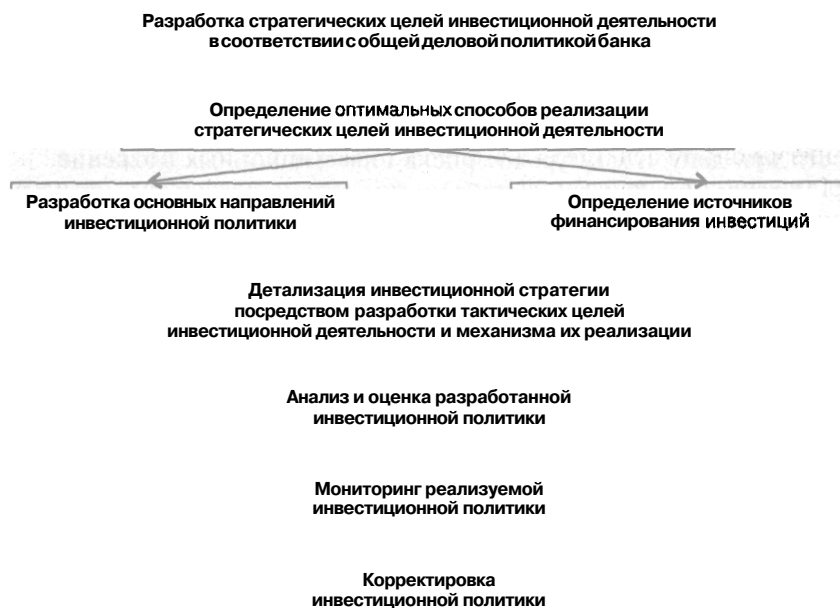 Разработка стратегических целей инвестиционной деятельности
в соответствии с общей деловой политикой банка
Определение оптимальных способов реализации
стратегических целей инвестиционной деятельности
Разработка основных направлений
инвестиционной политики
Определение источников
финансирования инвестиций
Детализация инвестиционной стратегии
посредством разработки тактических целей
инвестиционной деятельности и механизма их реализации
Анализ и оценка разработанной
инвестиционной политики
Мониторинг реализуемой
инвестиционной политики
Корректировка
инвестиционной политики